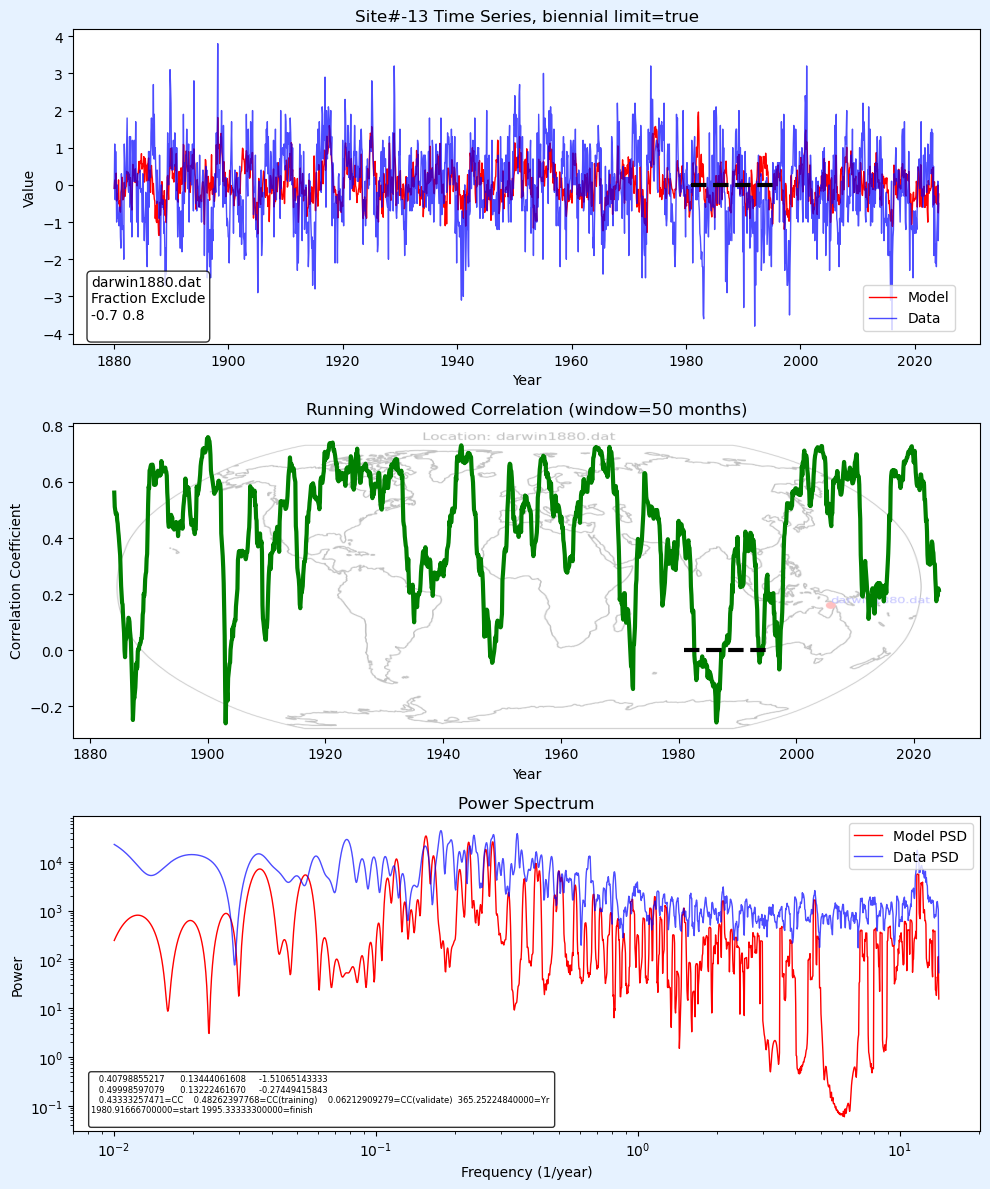 Site#-13 Time Series, biennial limit=true
4
3
2
1
0
−1
−2
−3
−4
Value
darwin1880.dat
Fraction Exclude
-0.7 0.8
Model
Data
1880 1900 1920 1940 1960 1980 2000 2020
Year
Running Windowed Correlation (window=50 months)
Location: darwin1880.dat
0.8
0.6
0.4
0.2
0.0
−0.2
Correlation Coefficient
darwin1880.dat
1880 1900 1920 1940 1960 1980 2000 2020
Year
Power Spectrum
Model PSD
Data PSD
10⁴
10³
10²
10¹
10⁰
10⁻¹
Power
0.40798855217 0.13444061608 -1.51065143333
0.49998597079 0.13222461670 -0.27449415843
0.43333257471=CC 0.48262397768=CC(training) 0.06212909279=CC(validate) 365.25224840000=Yr
1980.91666700000=start 1995.33333300000=finish
10⁻² 10⁻¹ 10⁰ 10¹
Frequency (1/year)